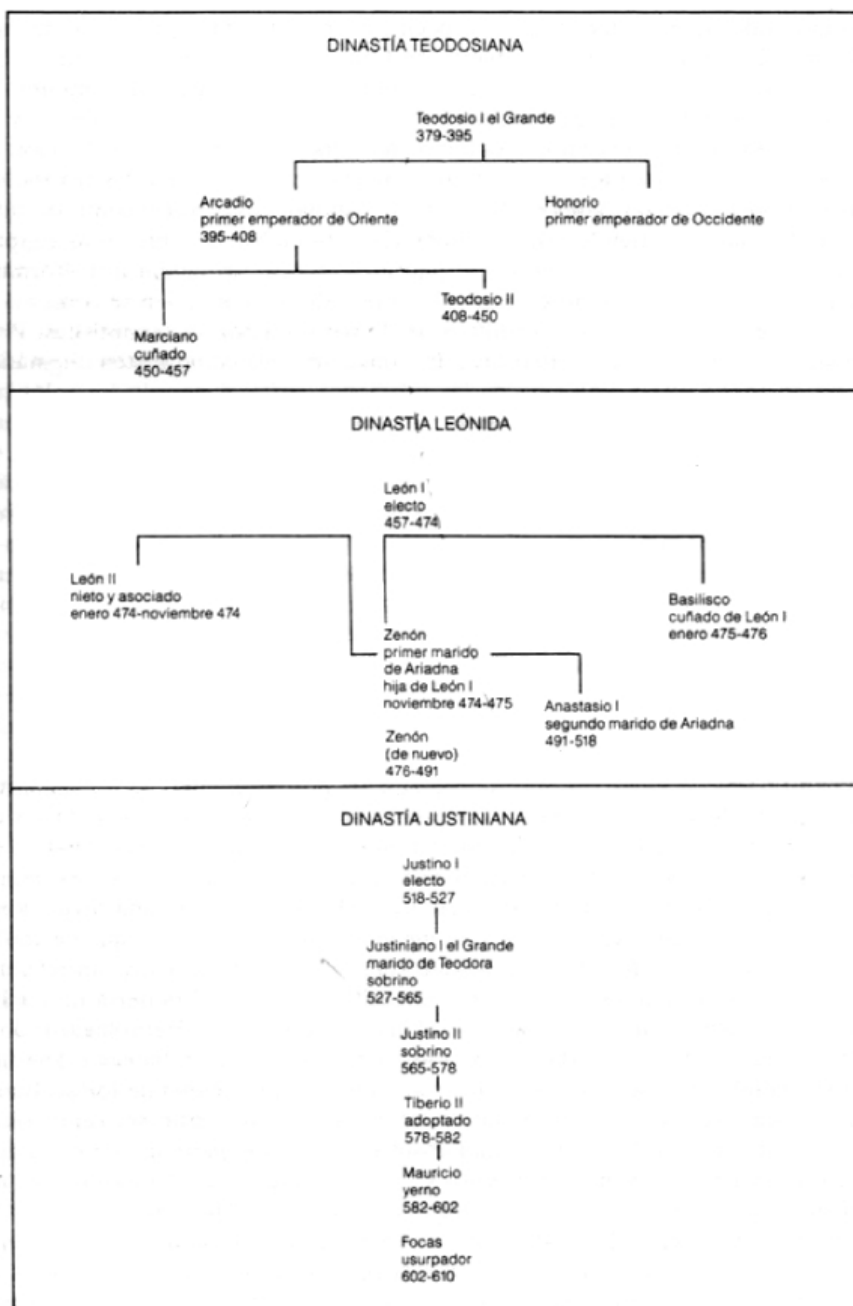 DINASTÍA TEODOSIANA
Teodosio I el Grande
379-395
Arcadio
primer emperador de Oriente
395-408
Honorio
primer emperador de Occidente
Teodosio II
408-450
Marciano
cuñado
450-457
DINASTÍA LEÓNIDA
León I
electo
457-474
León II
nieto y asociado
enero 474-noviembre 474
Basilisco
cuñado de León I
enero 475-476
Zenón
primer marido
de Ariadna
hija de León I
noviembre 474-475
Anastasio I
segundo marido de Ariadna
491-518
Zenón
(de nuevo)
476-491
DINASTÍA JUSTINIANA
Justino I
electo
518-527
Justiniano I el Grande
marido de Teodora
sobrino
527-565
Justino II
sobrino
565-578
Tiberio II
adoptado
578-582
Mauricio
yerno
582-602
Focas
usurpador
602-610